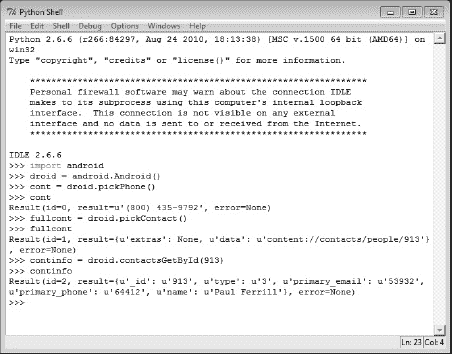 Python Shell
File Edit Shell Debug Options Windows Help
Python 2.6.6 (r266:84297, Aug 24 2010, 18:13:38) [MSC v.1500 64 bit (AMD64)] on
win32
Type "copyright", "credits" or "license()" for more information.
****************************************************************
Personal firewall software may warn about the connection IDLE
makes to its subprocess using this computer's internal loopback
interface. This connection is not visible on any external
interface and no data is sent to or received from the Internet.
****************************************************************
IDLE 2.6.6
>>> import android
>>> droid = android.Android()
>>> cont = droid.pickPhone()
>>> cont
Result(id=0, result=u'(800) 435-9792', error=None)
>>> fullcont = droid.pickContact()
>>> fullcont
Result(id=1, result={u'extras': None, u'data': u'content://contacts/people/913'}
, error=None)
>>> continfo = droid.contactsGetById(913)
>>> continfo
Result(id=2, result={u'_id': u'913', u'type': u'3', u'primary_email': u'53932',
u'primary_phone': u'64412', u'name': u'Paul Ferrill'}, error=None)
>>>
Ln: 23 Col: 4